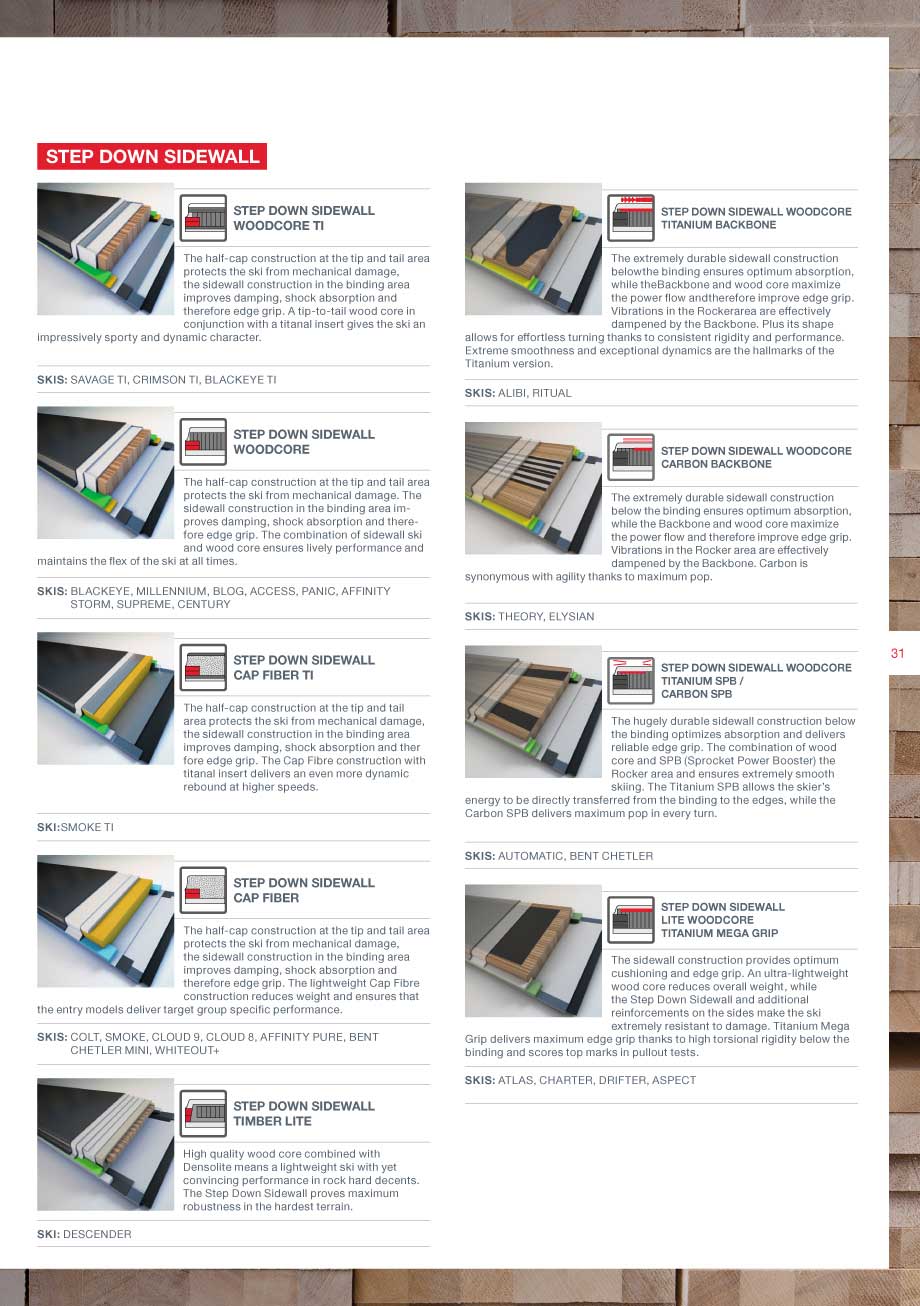 STEP DOWN SIDEWALL
STEP DOWN SIDEWALL
WOODCORE TI
The half-cap construction at the tip and tail area
protects the ski from mechanical damage,
the sidewall construction in the binding area
improves damping, shock absorption and
therefore edge grip. A tip-to-tail wood core in
conjunction with a titanal insert gives the ski an
impressively sporty and dynamic character.
SKIS: SAVAGE TI, CRIMSON TI, BLACKEYE TI
STEP DOWN SIDEWALL
WOODCORE
The half-cap construction at the tip and tail area
protects the ski from mechanical damage. The
sidewall construction in the binding area im-
proves damping, shock absorption and there-
fore edge grip. The combination of sidewall ski
and wood core ensures lively performance and
maintains the flex of the ski at all times.
SKIS: BLACKEYE, MILLENNIUM, BLOG, ACCESS, PANIC, AFFINITY
STORM, SUPREME, CENTURY
STEP DOWN SIDEWALL
CAP FIBER TI
The half-cap construction at the tip and tail
area protects the ski from mechanical damage,
the sidewall construction in the binding area
improves damping, shock absorption and ther
fore edge grip. The Cap Fibre construction with
titanal insert delivers an even more dynamic
rebound at higher speeds.
SKI:SMOKE TI
STEP DOWN SIDEWALL
CAP FIBER
The half-cap construction at the tip and tail area
protects the ski from mechanical damage,
the sidewall construction in the binding area
improves damping, shock absorption and
therefore edge grip. The lightweight Cap Fibre
construction reduces weight and ensures that
the entry models deliver target group specific performance.
SKIS: COLT, SMOKE, CLOUD 9, CLOUD 8, AFFINITY PURE, BENT
CHETLER MINI, WHITEOUT+
STEP DOWN SIDEWALL
TIMBER LITE
High quality wood core combined with
Densolite means a lightweight ski with yet
convincing performance in rock hard decents.
The Step Down Sidewall proves maximum
robustness in the hardest terrain.
SKI: DESCENDER
STEP DOWN SIDEWALL WOODCORE
TITANIUM BACKBONE
The extremely durable sidewall construction
belowthe binding ensures optimum absorption,
while theBackbone and wood core maximize
the power flow andtherefore improve edge grip.
Vibrations in the Rockerarea are effectively
dampened by the Backbone. Plus its shape
allows for effortless turning thanks to consistent rigidity and performance.
Extreme smoothness and exceptional dynamics are the hallmarks of the
Titanium version.
SKIS: ALIBI, RITUAL
STEP DOWN SIDEWALL WOODCORE
CARBON BACKBONE
The extremely durable sidewall construction
below the binding ensures optimum absorption,
while the Backbone and wood core maximize
the power flow and therefore improve edge grip.
Vibrations in the Rocker area are effectively
dampened by the Backbone. Carbon is
synonymous with agility thanks to maximum pop.
SKIS: THEORY, ELYSIAN
STEP DOWN SIDEWALL WOODCORE
TITANIUM SPB /
CARBON SPB
The hugely durable sidewall construction below
the binding optimizes absorption and delivers
reliable edge grip. The combination of wood
core and SPB (Sprocket Power Booster) the
Rocker area and ensures extremely smooth
skiing. The Titanium SPB allows the skier's
energy to be directly transferred from the binding to the edges, while the
Carbon SPB delivers maximum pop in every turn.
SKIS: AUTOMATIC, BENT CHETLER
STEP DOWN SIDEWALL
LITE WOODCORE
TITANIUM MEGA GRIP
The sidewall construction provides optimum
cushioning and edge grip. An ultra-lightweight
wood core reduces overall weight, while
the Step Down Sidewall and additional
reinforcements on the sides make the ski
extremely resistant to damage. Titanium Mega
Grip delivers maximum edge grip thanks to high torsional rigidity below the
binding and scores top marks in pullout tests.
SKIS: ATLAS, CHARTER, DRIFTER, ASPECT
31